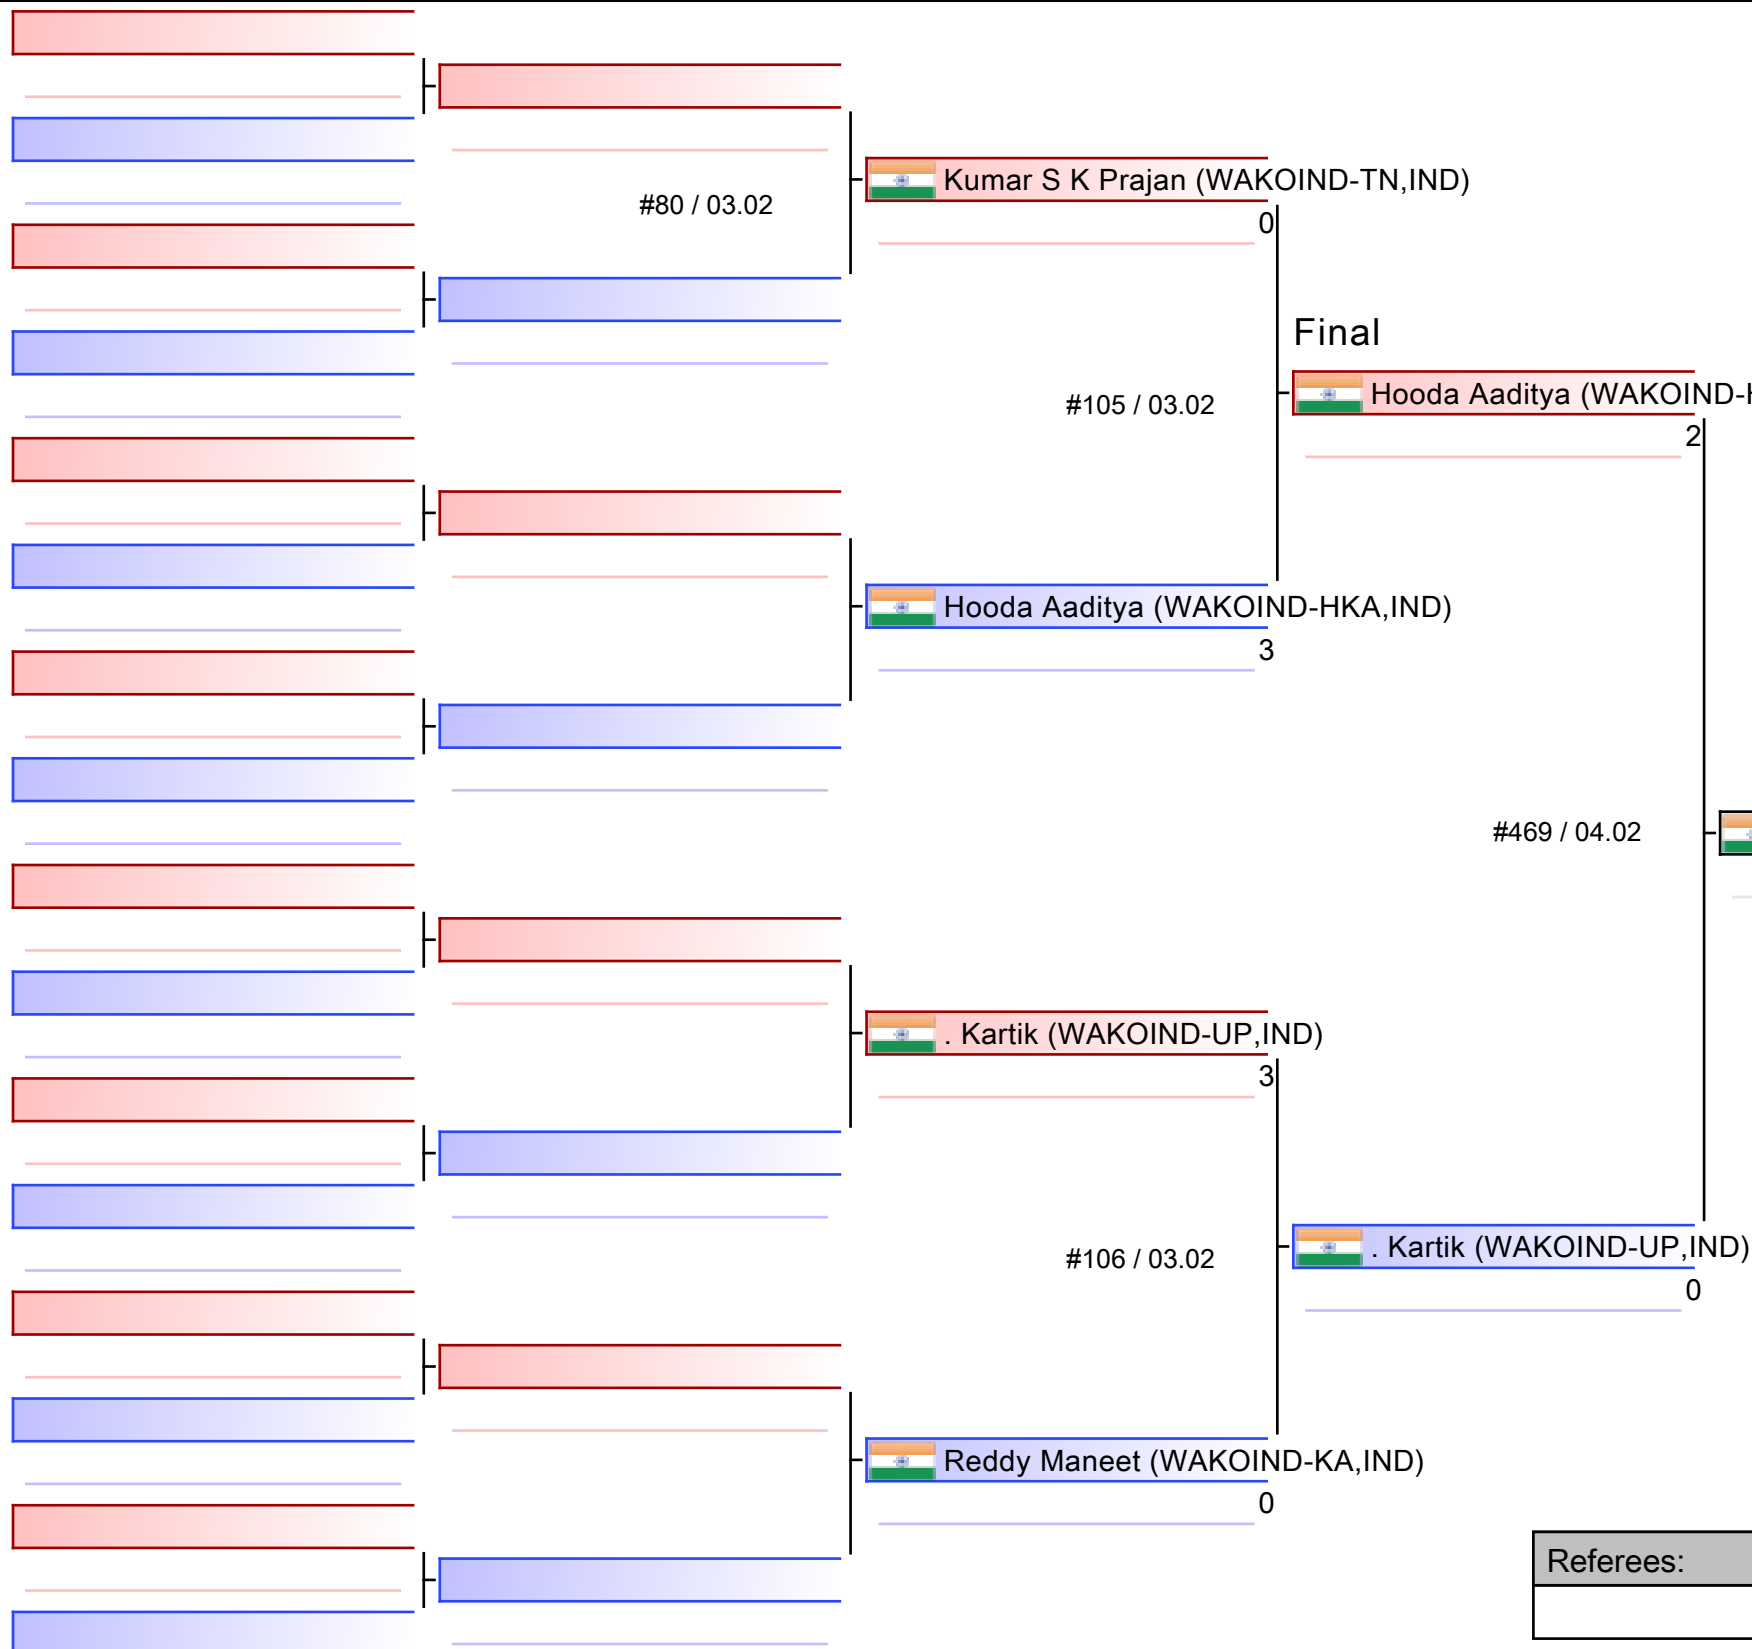 Kumar S K Prajan (WAKOIND-TN,IND)
#80 / 03.02
0
Final
Hooda Aaditya (WAKOIND-H
#105 / 03.02
2
Hooda Aaditya (WAKOIND-HKA,IND)
3
#469 / 04.02
. Kartik (WAKOIND-UP,IND)
3
. Kartik (WAKOIND-UP,IND)
#106 / 03.02
0
Reddy Maneet (WAKOIND-KA,IND)
0
Referees: